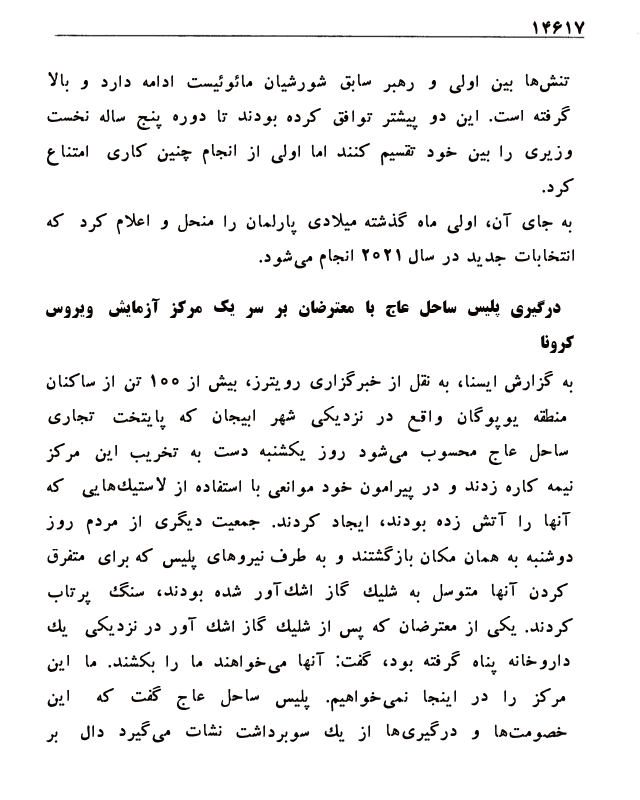 ۱۴۶۱۷
تنش‌ها بین اولی و رهبر سابق شورشیان مائوئیست ادامه دارد و بالا
گرفته است. این دو پیشتر توافق کرده بودند تا دوره پنج ساله نخست
وزیری را بین خود تقسیم کنند اما اولی از انجام چنین کاری امتناع
کرد.
به جای آن، اولی ماه گذشته میلادی پارلمان را منحل و اعلام کرد که
انتخابات جدید در سال ۲۰۲۱ انجام می‌شود.
درگیری پلیس ساحل عاج با معترضان بر سر یک مرکز آزمایش ویروس
کرونا
به گزارش ایسنا، به نقل از خبرگزاری رویترز، بیش از ۱۰۰ تن از ساکنان
منطقه یوپوگان واقع در نزدیکی شهر ابیجان که پایتخت تجاری
ساحل عاج محسوب می‌شود روز یکشنبه دست به تخریب این مرکز
نیمه کاره زدند و در پیرامون خود موانعی با استفاده از لاستیك‌هایی که
آنها را آتش زده بودند، ایجاد کردند. جمعیت دیگری از مردم روز
دوشنبه به همان مکان بازگشتند و به طرف نیروهای پلیس که برای متفرق
کردن آنها متوسل به شلیك گاز اشك‌آور شده بودند، سنگ پرتاب
کردند. یکی از معترضان که پس از شلیك گاز اشك آور در نزدیکی یك
داروخانه پناه گرفته بود، گفت: آنها می‌خواهند ما را بکشند. ما این
مرکز را در اینجا نمی‌خواهیم. پلیس ساحل عاج گفت که این
خصومت‌ها و درگیری‌ها از یك سوبرداشت نشات می‌گیرد دال بر